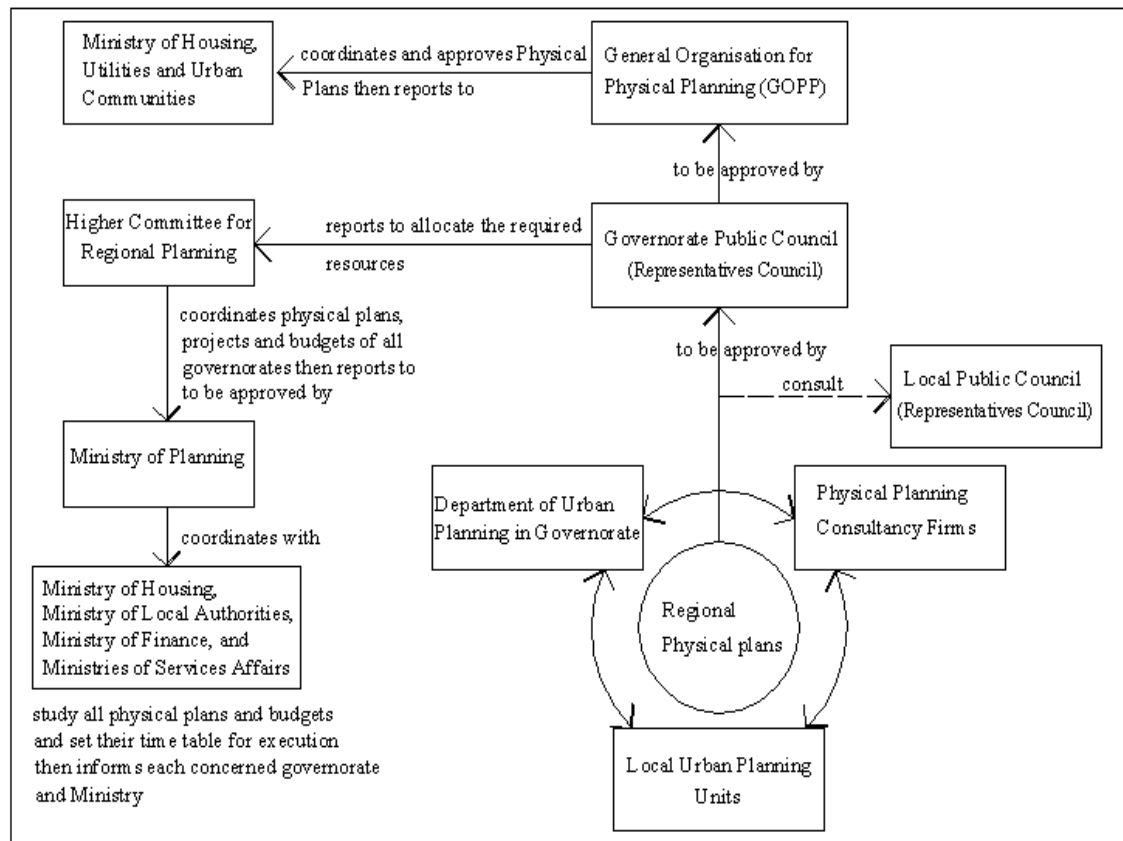 Ministry of Housing,
Utilities and Urban
Communities
coordinates and approves Physical
Plans then reports to
General Organisation for
Physical Planning (GOPP)
to be approved by
Higher Committee for
Regional Planning
reports to allocate the required
resources
Governorate Public Council
(Representatives Council)
coordinates physical plans,
projects and budgets of all
governorates then reports to
to be approved by
to be approved by
consult
Local Public Council
(Representatives Council)
Ministry of Planning
Department of Urban
Planning in Governorate
Physical Planning
Consultancy Firms
coordinates with
Ministry of Housing,
Ministry of Local Authorities,
Ministry of Finance, and
Ministries of Services Affairs
Regional
Physical plans
study all physical plans and budgets
and set their time table for execution
then informs each concerned governorate
and Ministry
Local Urban Planning
Units